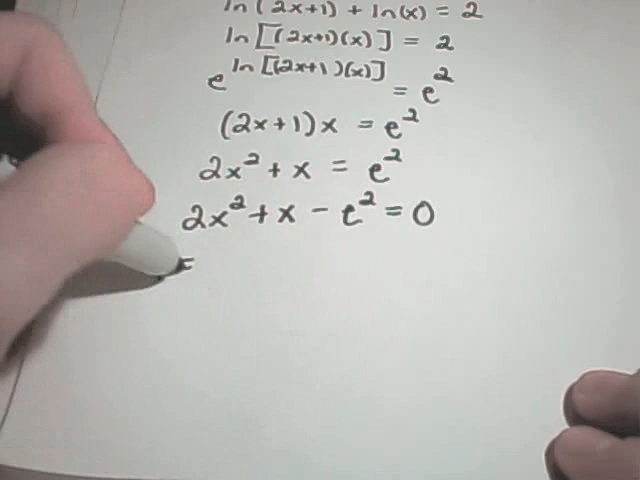 ln(2x+1) + ln(x) = 2
ln[(2x+1)(x)] = 2
e^ln[(2x+1)(x)] = e^2
(2x+1)x = e^2
2x^2 + x = e^2
2x^2 + x - e^2 = 0
=